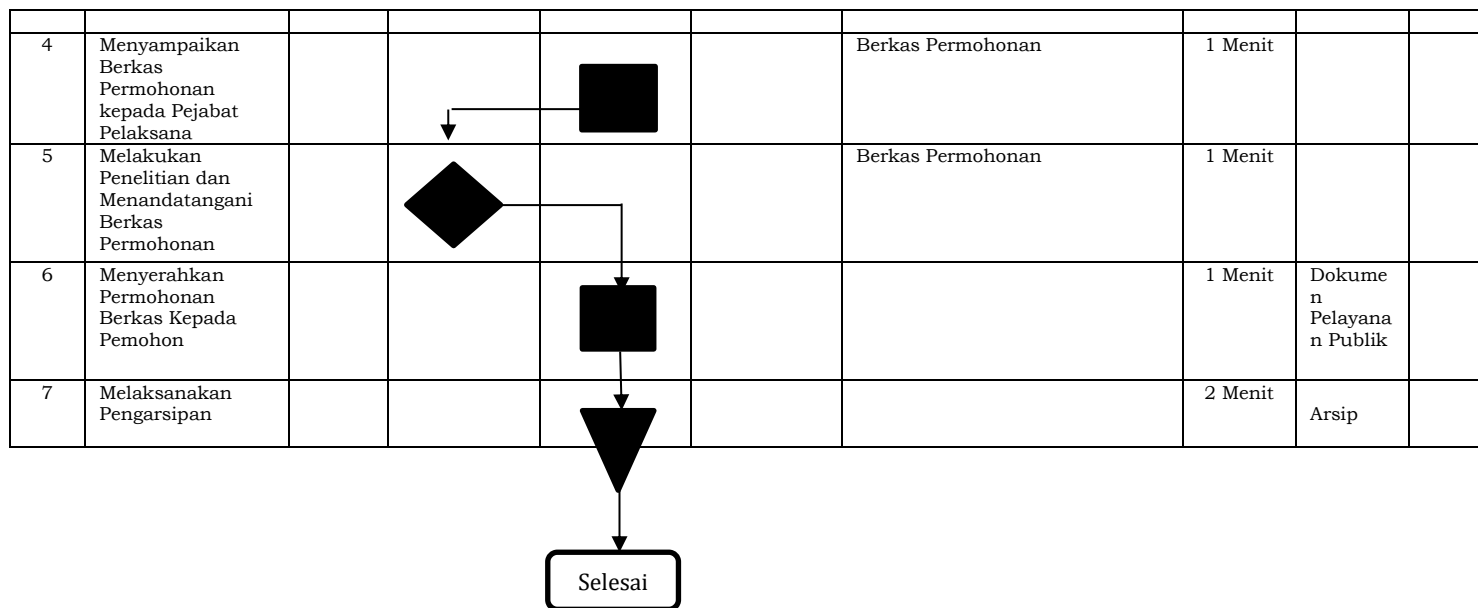 4
Menyampaikan
Berkas
Permohonan
kepada Pejabat
Pelaksana
Berkas Permohonan
1 Menit
5
Melakukan
Penelitian dan
Menandatangani
Berkas
Permohonan
Berkas Permohonan
1 Menit
6
Menyerahkan
Permohonan
Berkas Kepada
Pemohon
1 Menit
Dokume
n
Pelayana
n Publik
7
Melaksanakan
Pengarsipan
2 Menit
Arsip
Selesai